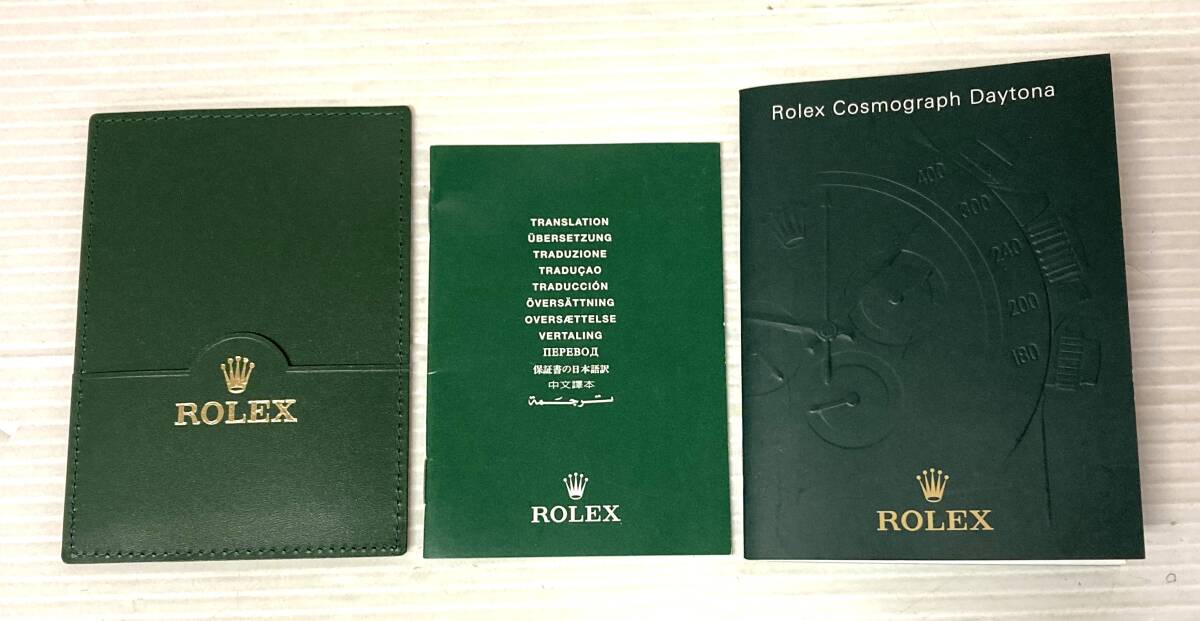 ROLEX
TRANSLATION
ÜBERSETZUNG
TRADUZIONE
TRADUÇAO
TRADUCCIÓN
ÖVERSÄTTNING
OVERSÆTTELSE
VERTALING
ПЕРЕВОД
保証書の日本語訳
中文譯本
ترجمة
ROLEX
Rolex Cosmograph Daytona
400
300
240
200
180
ROLEX